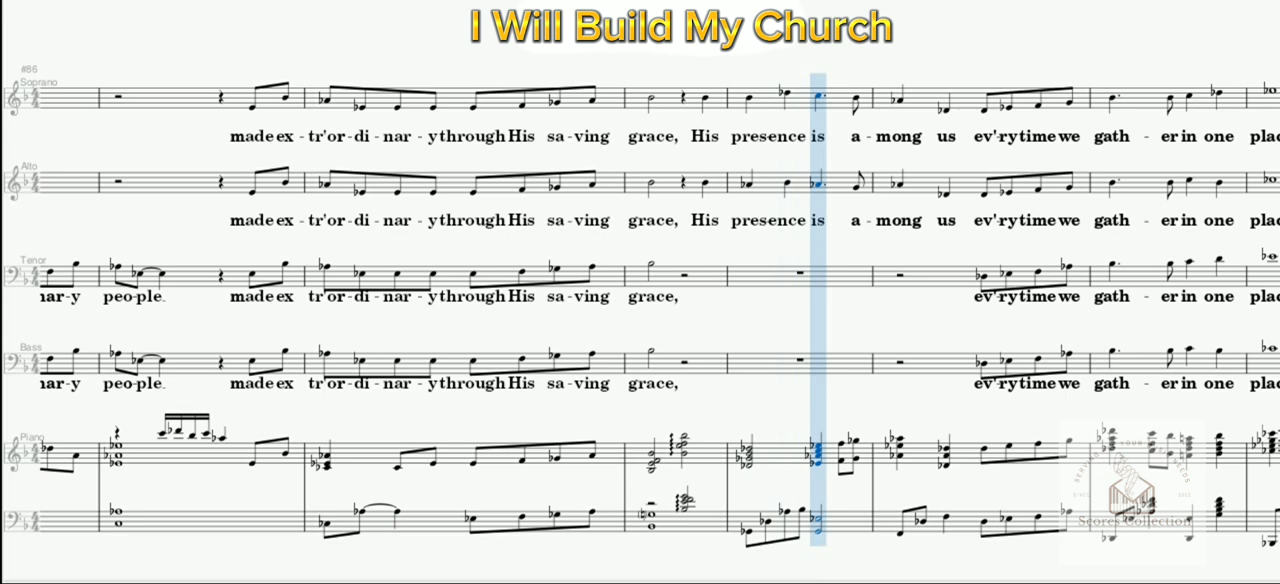 I Will Build My Church
#86
Soprano
made ex - tr'or - di - nar - y through His sa - ving grace, His presence is a - mong us ev'ry time we gath - er in one plac
Alto
made ex - tr'or - di - nar - y through His sa - ving grace, His presence is a - mong us ev'ry time we gath - er in one plac
Tenor
nar-y peo-ple. made ex tr'or - di - nar - y through His sa - ving grace, ev'ry time we gath - er in one plac
Bass
nar-y peo-ple. made ex tr'or - di - nar - y through His sa - ving grace, ev'ry time we gath - er in one plac
Piano
SERVING YOUR NEEDS
Scores Collection